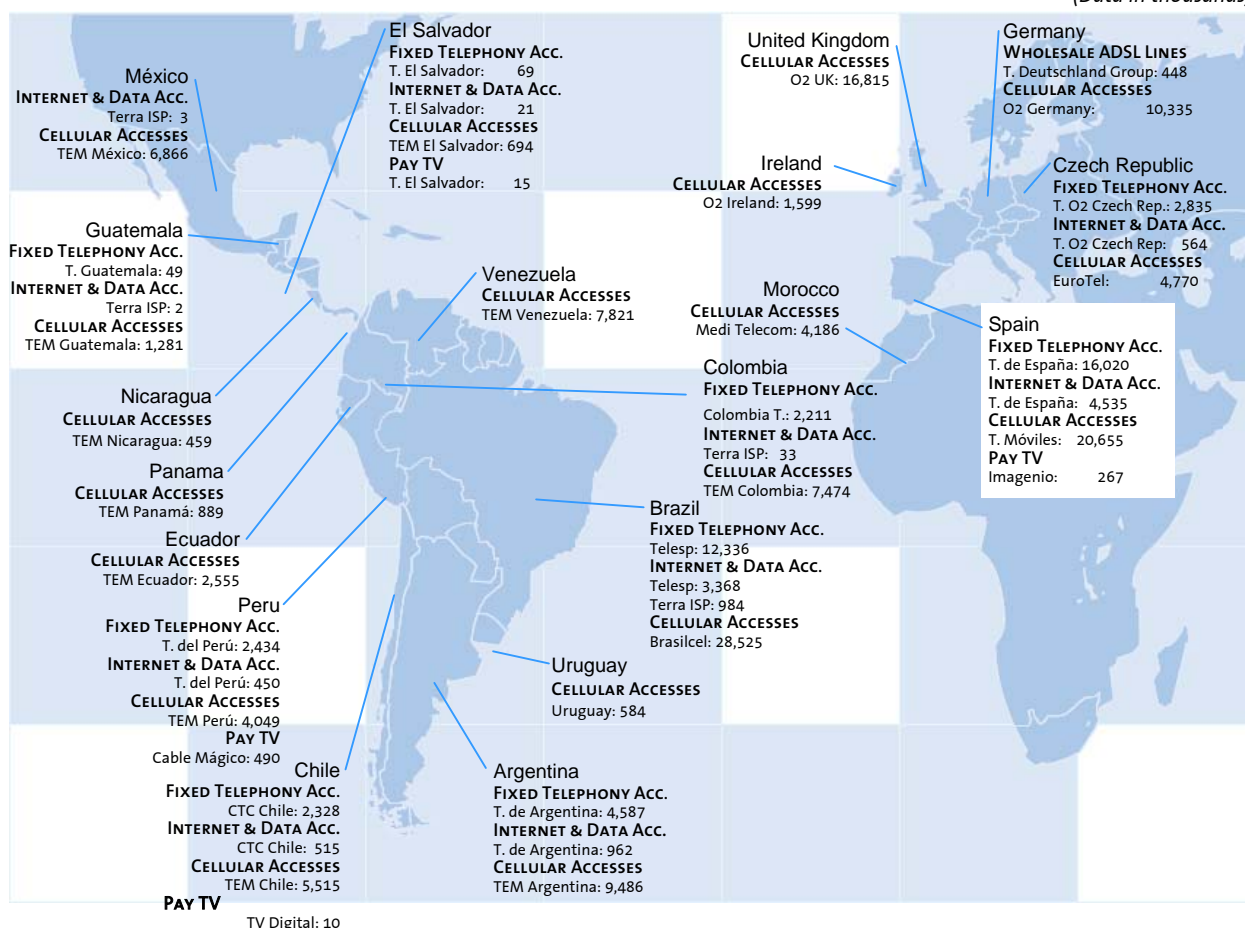 (Data in thousands)
México
INTERNET & DATA ACC.
Terra ISP: 3
CELLULAR ACCESSES
TEM México: 6,866
El Salvador
FIXED TELEPHONY ACC.
T. El Salvador: 69
INTERNET & DATA ACC.
T. El Salvador: 21
CELLULAR ACCESSES
TEM El Salvador: 694
PAY TV
T. El Salvador: 15
United Kingdom
CELLULAR ACCESSES
O2 UK: 16,815
Germany
WHOLESALE ADSL LINES
T. Deutschland Group: 448
CELLULAR ACCESSES
O2 Germany: 10,335
Ireland
CELLULAR ACCESSES
O2 Ireland: 1,599
Czech Republic
FIXED TELEPHONY ACC.
T. O2 Czech Rep.: 2,835
INTERNET & DATA ACC.
T. O2 Czech Rep: 564
CELLULAR ACCESSES
EuroTel: 4,770
Guatemala
FIXED TELEPHONY ACC.
T. Guatemala: 49
INTERNET & DATA ACC.
Terra ISP: 2
CELLULAR ACCESSES
TEM Guatemala: 1,281
Venezuela
CELLULAR ACCESSES
TEM Venezuela: 7,821
Morocco
CELLULAR ACCESSES
Medi Telecom: 4,186
Spain
FIXED TELEPHONY ACC.
T. de España: 16,020
INTERNET & DATA ACC.
T. de España: 4,535
CELLULAR ACCESSES
T. Móviles: 20,655
PAY TV
Imagenio: 267
Nicaragua
CELLULAR ACCESSES
TEM Nicaragua: 459
Colombia
FIXED TELEPHONY ACC.
Colombia T.: 2,211
INTERNET & DATA ACC.
Terra ISP: 33
CELLULAR ACCESSES
TEM Colombia: 7,474
Panama
CELLULAR ACCESSES
TEM Panamá: 889
Ecuador
CELLULAR ACCESSES
TEM Ecuador: 2,555
Brazil
FIXED TELEPHONY ACC.
Telesp: 12,336
INTERNET & DATA ACC.
Telesp: 3,368
Terra ISP: 984
CELLULAR ACCESSES
Brasilcel: 28,525
Peru
FIXED TELEPHONY ACC.
T. del Perú: 2,434
INTERNET & DATA ACC.
T. del Perú: 450
CELLULAR ACCESSES
TEM Perú: 4,049
PAY TV
Cable Mágico: 490
Uruguay
CELLULAR ACCESSES
Uruguay: 584
Chile
FIXED TELEPHONY ACC.
CTC Chile: 2,328
INTERNET & DATA ACC.
CTC Chile: 515
CELLULAR ACCESSES
TEM Chile: 5,515
PAY TV
TV Digital: 10
Argentina
FIXED TELEPHONY ACC.
T. de Argentina: 4,587
INTERNET & DATA ACC.
T. de Argentina: 962
CELLULAR ACCESSES
TEM Argentina: 9,486